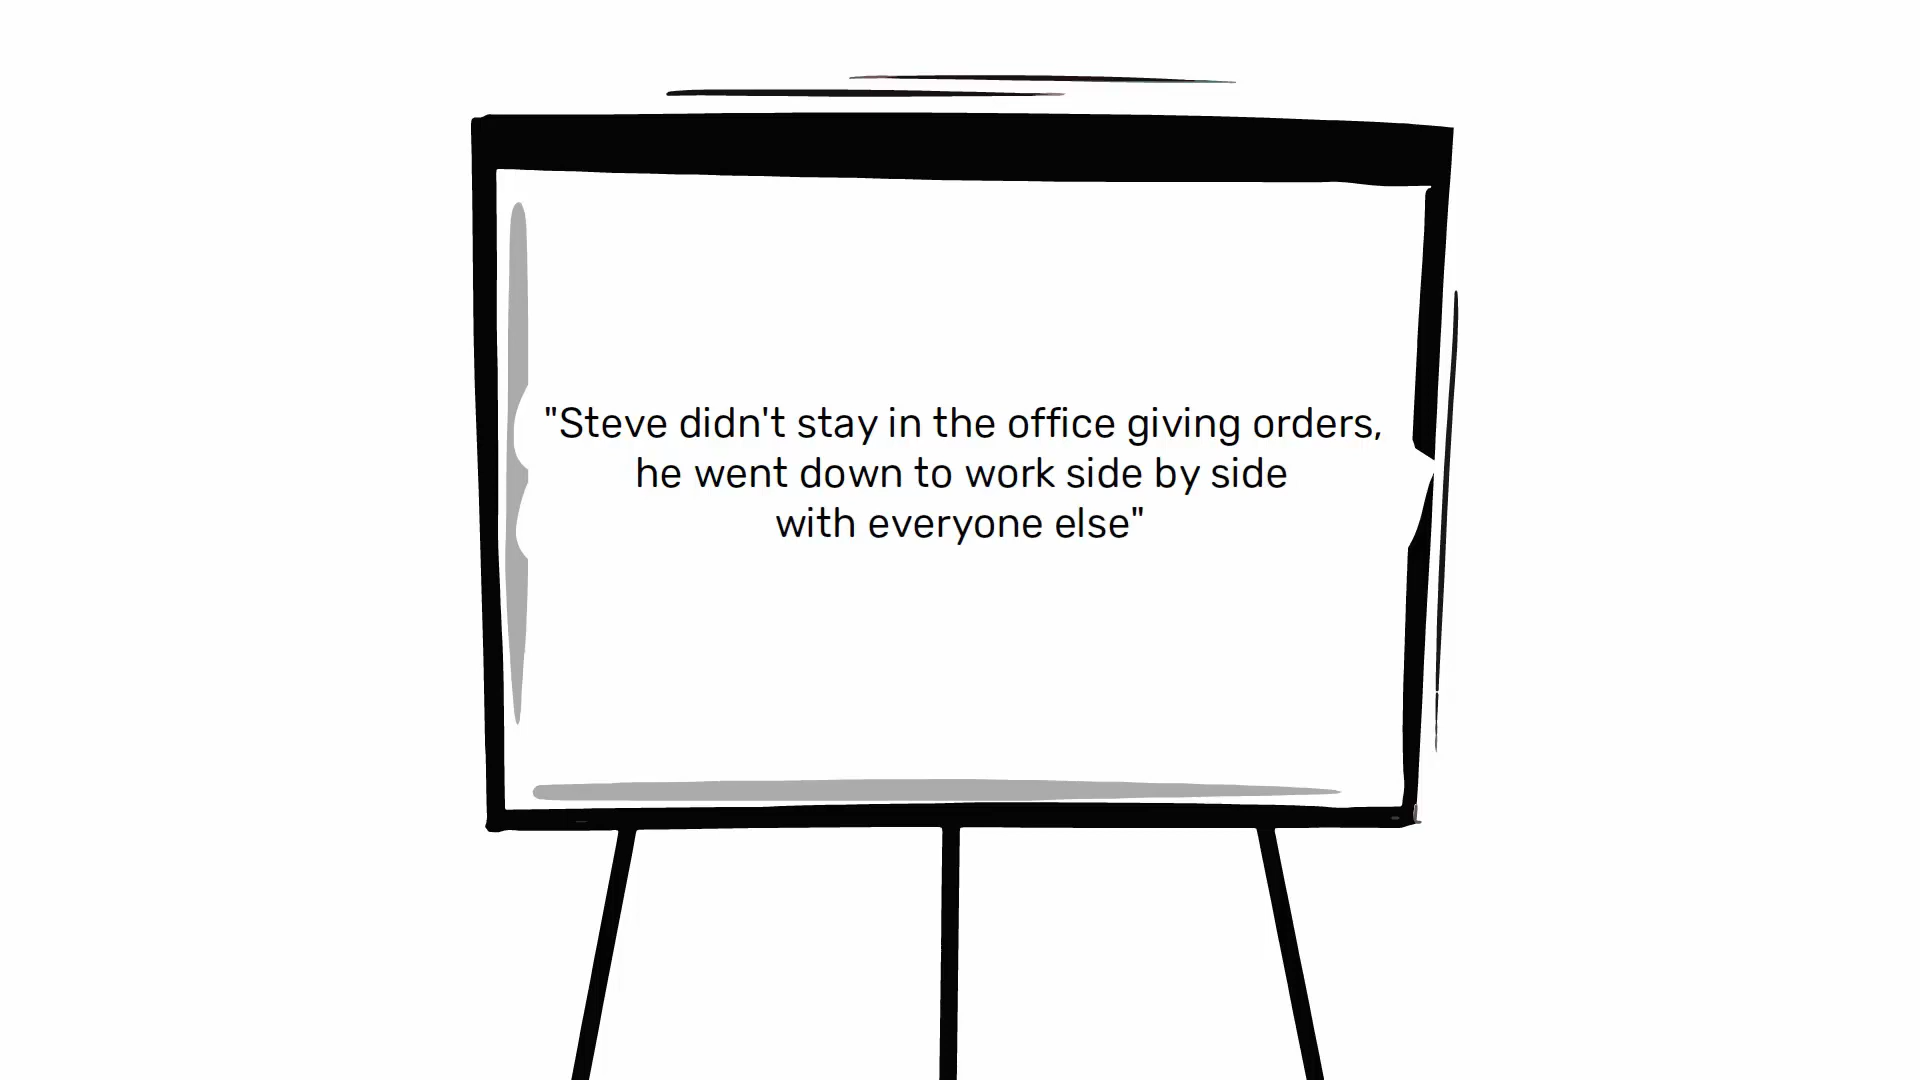 "Steve didn't stay in the office giving orders,
he went down to work side by side
with everyone else"